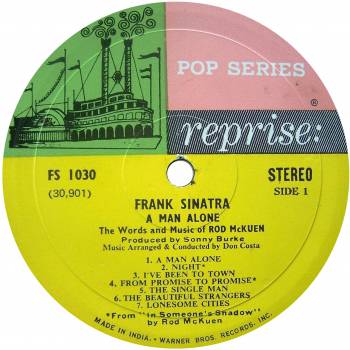 POP SERIES
®
reprise:
FS 1030
(30,901)
STEREO
SIDE 1
FRANK SINATRA
A MAN ALONE
The Words and Music of ROD McKUEN
Produced by Sonny Burke
Music Arranged & Conducted by Don Costa
1. A MAN ALONE
2. NIGHT*
3. I'VE BEEN TO TOWN
4. FROM PROMISE TO PROMISE*
5. THE SINGLE MAN
6. THE BEAUTIFUL STRANGERS
7. LONESOME CITIES
*From "in Someone's Shadow"
by Rod McKuen
MADE IN INDIA. • WARNER BROS. RECORDS, INC.